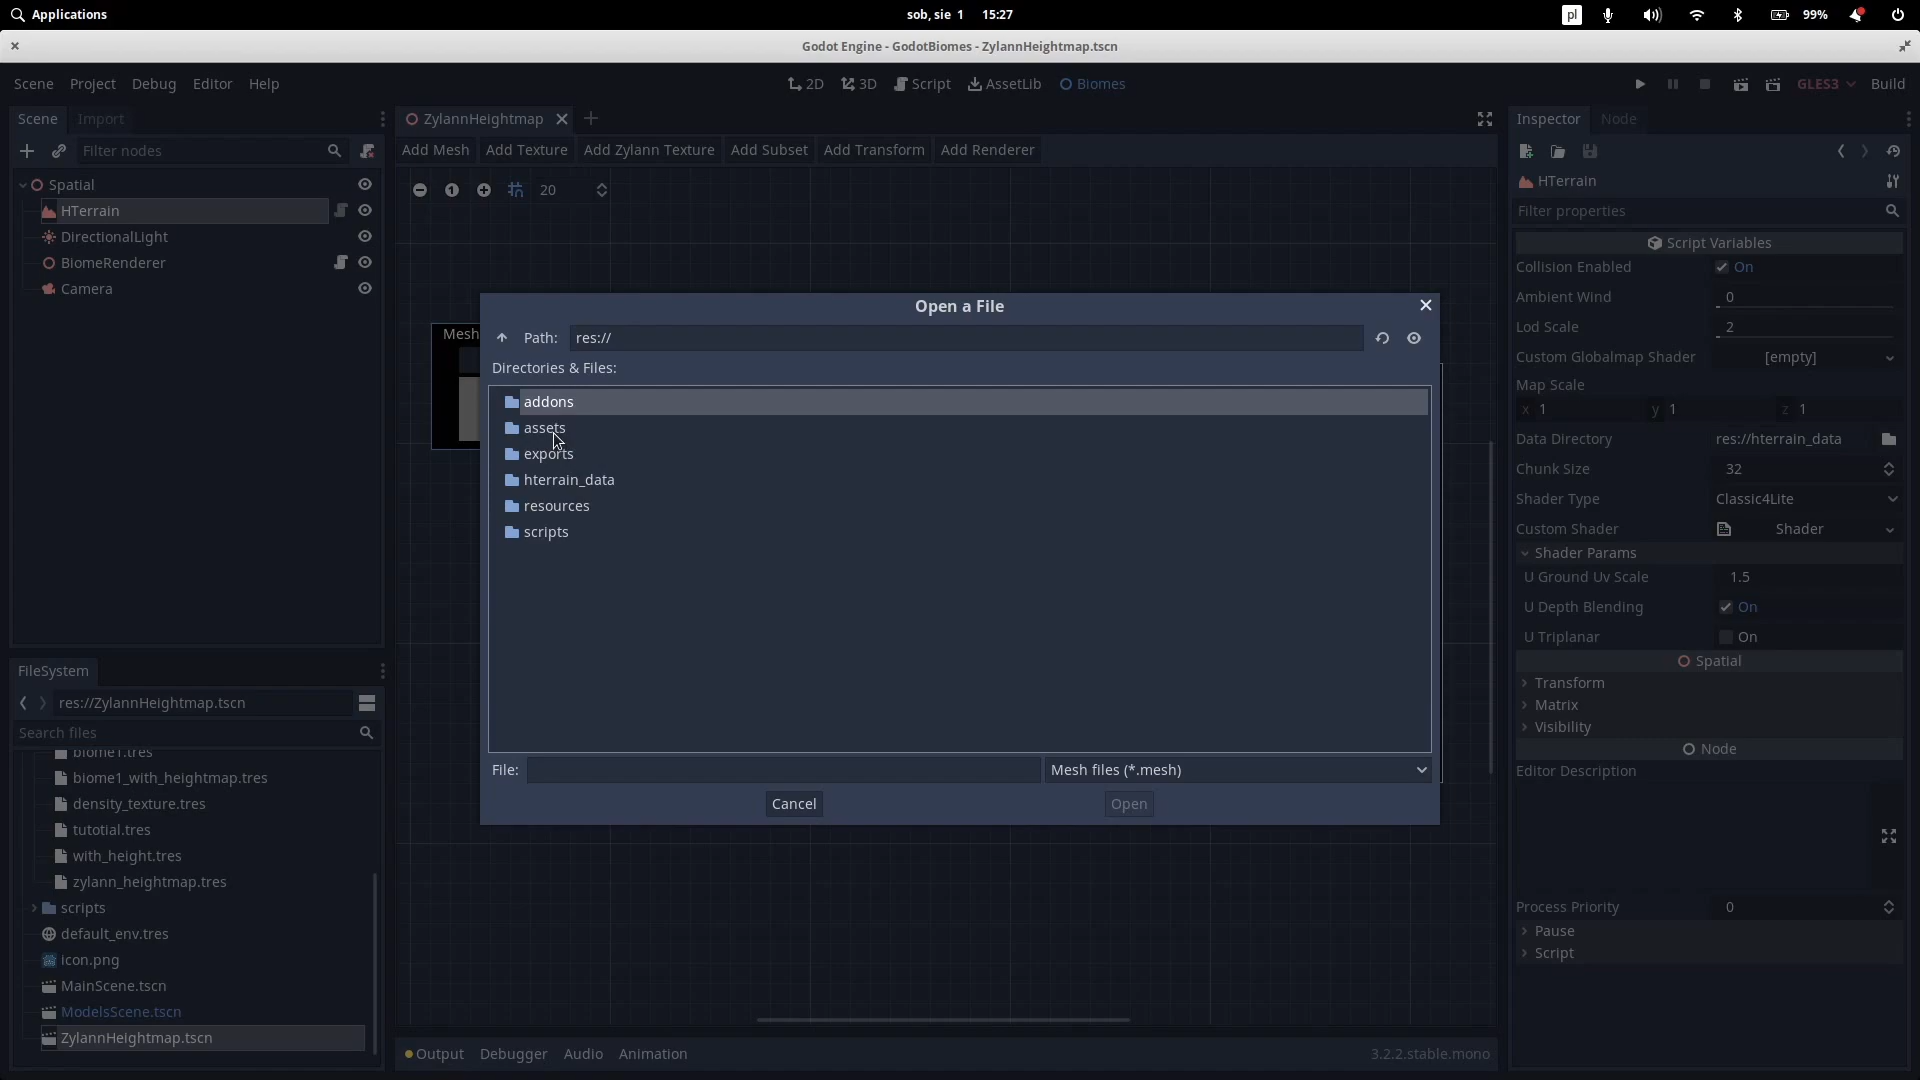 Applications
sob, sie 1 15:27
pl
99%
Godot Engine - GodotBiomes - ZylannHeightmap.tscn
Scene Project Debug Editor Help
2D 3D Script AssetLib Biomes
GLES3 Build
Scene Import
Filter nodes
Spatial
HTerrain
DirectionalLight
BiomeRenderer
Camera
FileSystem
res://ZylannHeightmap.tscn
Search files
biome1.tres
biome1_with_heightmap.tres
density_texture.tres
tutotial.tres
with_height.tres
zylann_heightmap.tres
scripts
default_env.tres
icon.png
MainScene.tscn
ModelsScene.tscn
ZylannHeightmap.tscn
ZylannHeightmap
Add Mesh Add Texture Add Zylann Texture Add Subset Add Transform Add Renderer
20
Mesh
Open a File
Path: res://
Directories & Files:
addons
assets
exports
hterrain_data
resources
scripts
File: Mesh files (*.mesh)
Cancel Open
Output Debugger Audio Animation
3.2.2.stable.mono
Inspector Node
HTerrain
Filter properties
Script Variables
Collision Enabled On
Ambient Wind 0
Lod Scale 2
Custom Globalmap Shader [empty]
Map Scale
x 1 y 1 z 1
Data Directory res://hterrain_data
Chunk Size 32
Shader Type Classic4Lite
Custom Shader Shader
Shader Params
U Ground Uv Scale 1.5
U Depth Blending On
U Triplanar On
Spatial
Transform
Matrix
Visibility
Node
Editor Description
Process Priority 0
Pause
Script